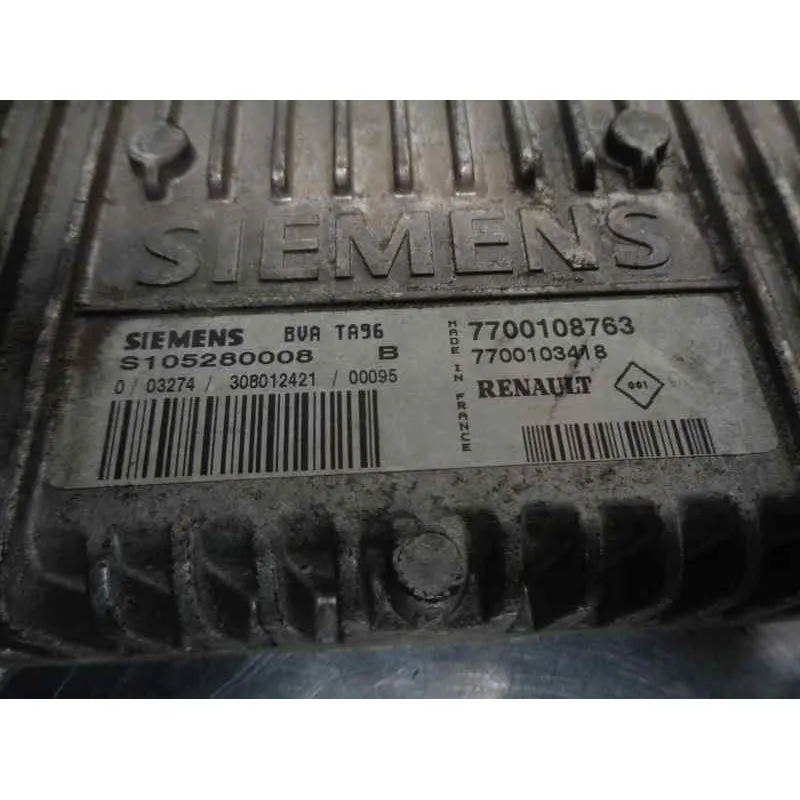 SIEMENS
SIEMENS BVA TA96
S105280008 B
0 / 03274 / 308012421 / 00095
MADE IN FRANCE
7700108763
7700103418
RENAULT 001